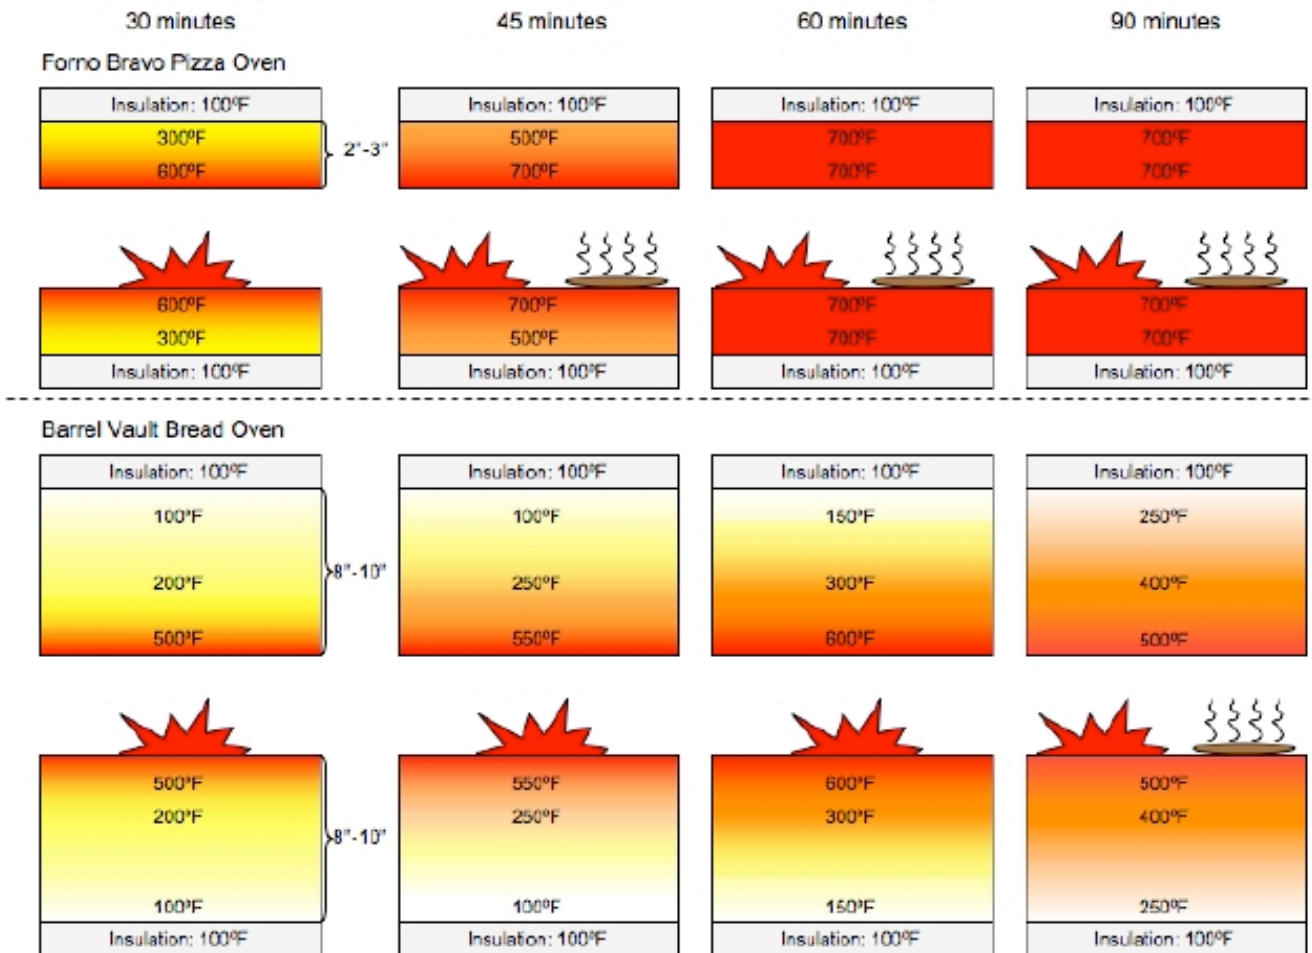 30 minutes 45 minutes 60 minutes 90 minutes
Forno Bravo Pizza Oven
Insulation: 100ºF Insulation: 100ºF Insulation: 100ºF Insulation: 100ºF
300ºF 500ºF 700ºF 700ºF
2"-3"
600ºF 700ºF 700ºF 700ºF
600ºF 700ºF 700ºF 700ºF
300ºF 500ºF 700ºF 700ºF
Insulation: 100ºF Insulation: 100ºF Insulation: 100ºF Insulation: 100ºF
Barrel Vault Bread Oven
Insulation: 100ºF Insulation: 100ºF Insulation: 100ºF Insulation: 100ºF
100ºF 100ºF 150ºF 250ºF
8"-10"
200ºF 250ºF 300ºF 400ºF
500ºF 550ºF 600ºF 500ºF
500ºF 550ºF 600ºF 500ºF
200ºF 250ºF 300ºF 400ºF
8"-10"
100ºF 100ºF 150ºF 250ºF
Insulation: 100ºF Insulation: 100ºF Insulation: 100ºF Insulation: 100ºF